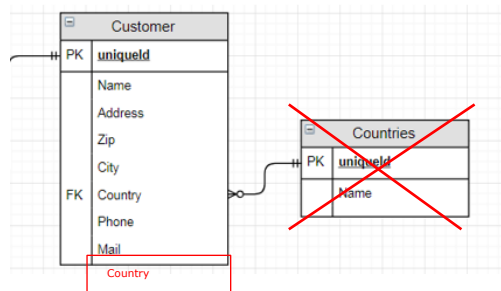 Customer
PK uniqueId
Name
Address
Zip
City
FK Country
Phone
Mail
Country
Countries
PK uniqueId
Name